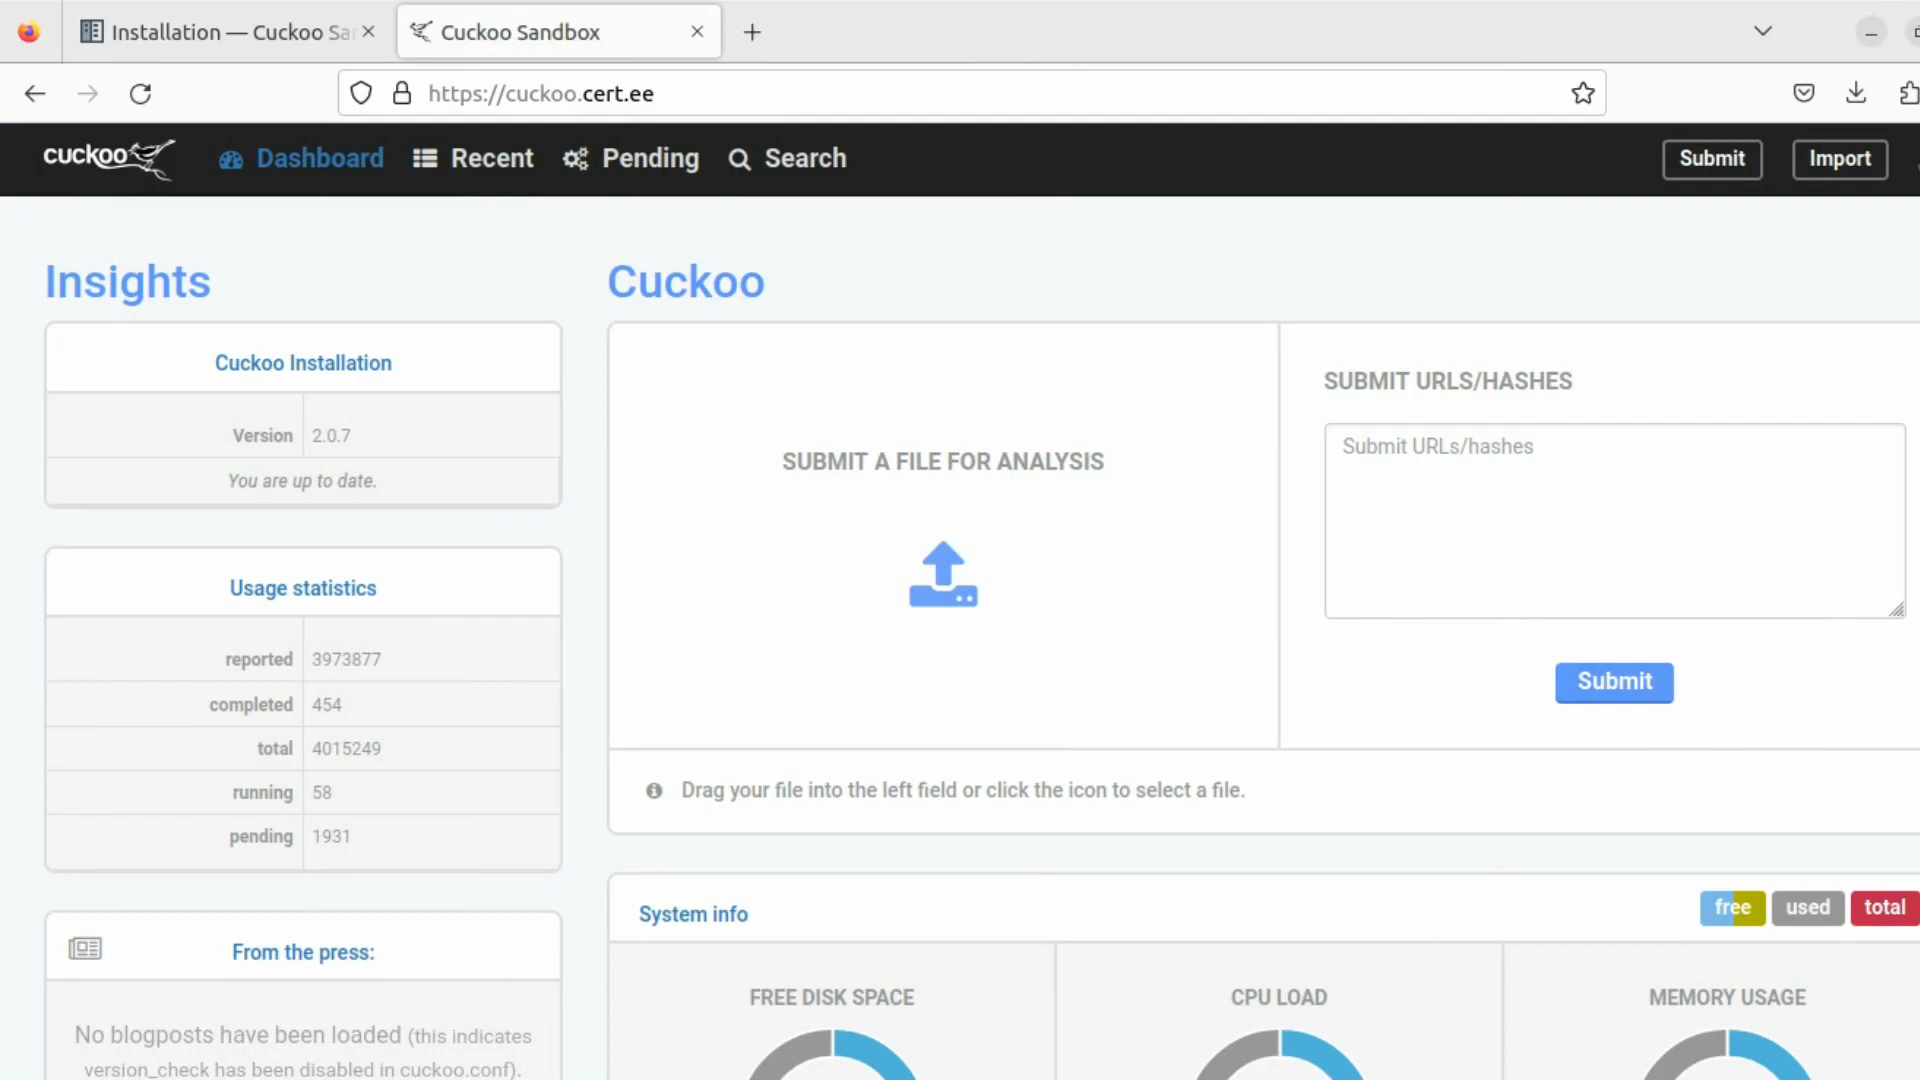 Installation — Cuckoo Sa
Cuckoo Sandbox
https://cuckoo.cert.ee
cuckoo
Dashboard
Recent
Pending
Search
Submit
Import
Insights
Cuckoo Installation
Version 2.0.7
You are up to date.
Usage statistics
reported 3973877
completed 454
total 4015249
running 58
pending 1931
From the press:
No blogposts have been loaded (this indicates
version_check has been disabled in cuckoo.conf).
Cuckoo
SUBMIT A FILE FOR ANALYSIS
SUBMIT URLS/HASHES
Submit URLs/hashes
Submit
Drag your file into the left field or click the icon to select a file.
System info
free
used
total
FREE DISK SPACE
CPU LOAD
MEMORY USAGE